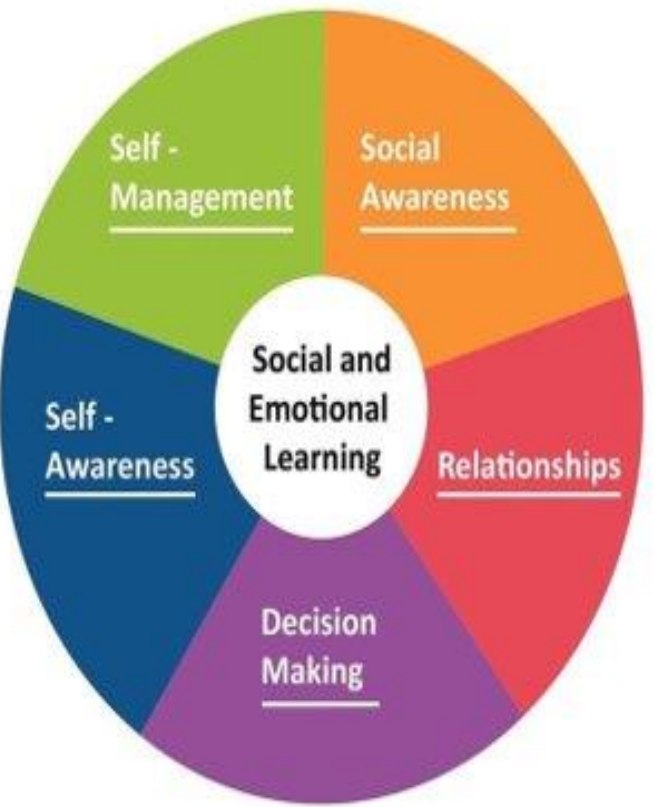 Self -
Management
Social
Awareness
Social and
Emotional
Learning
Self -
Awareness
Relationships
Decision
Making